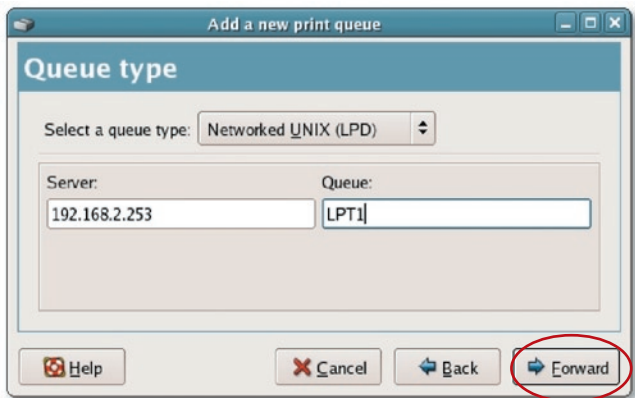 Add a new print queue
Queue type
Select a queue type: Networked UNIX (LPD)
Server: Queue:
192.168.2.253 LPT1
Help Cancel Back Forward